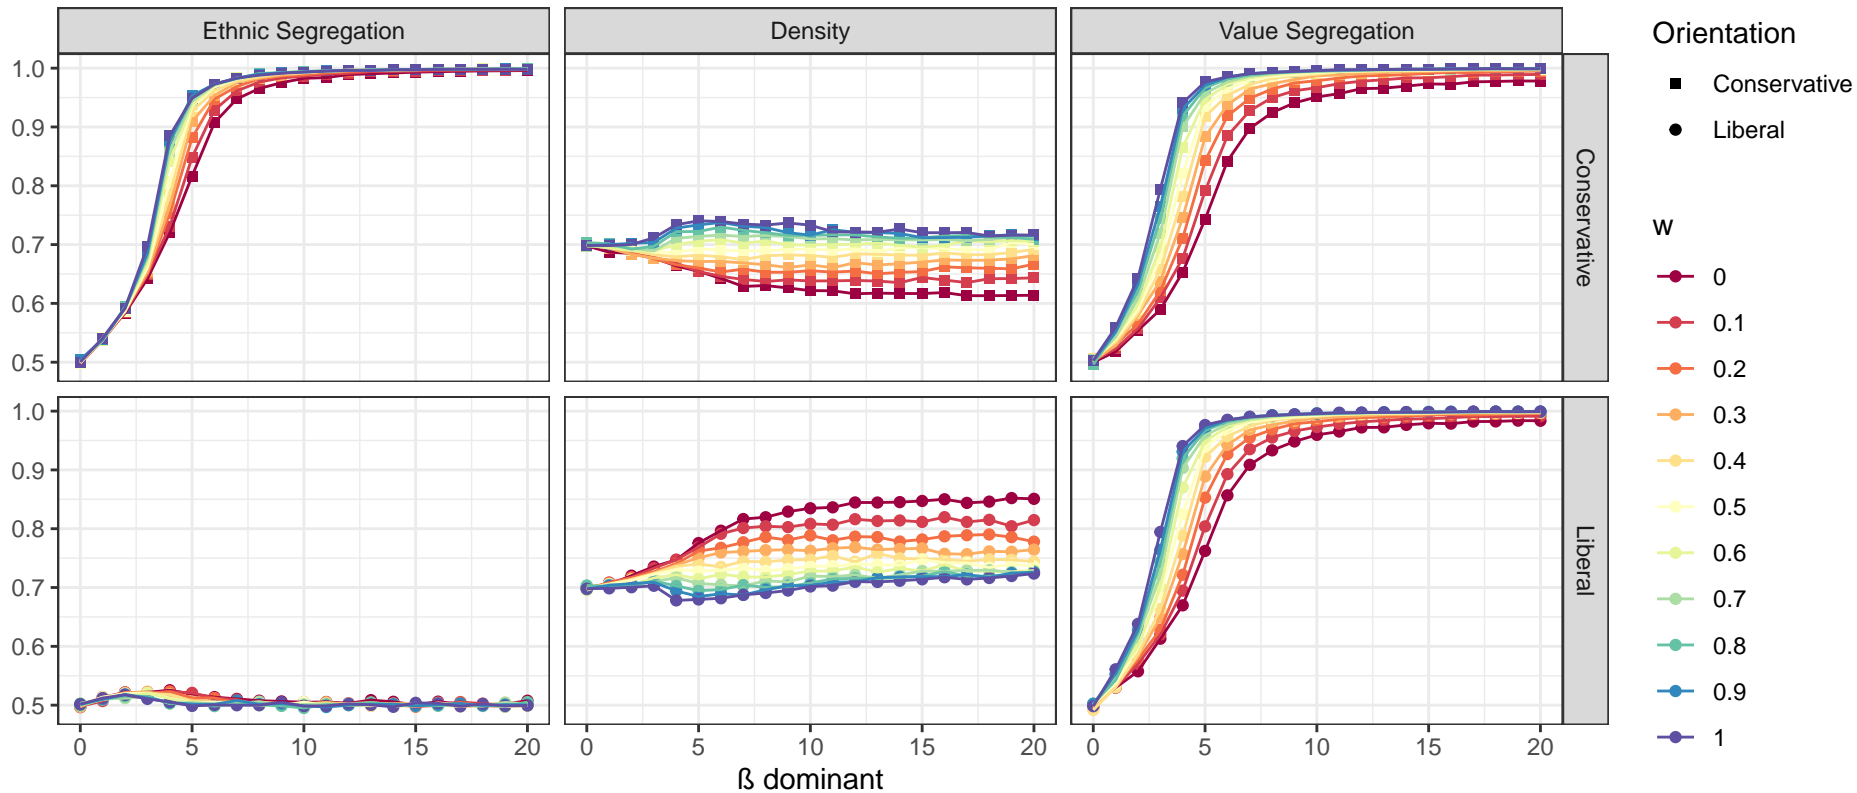 Ethnic Segregation
Density
Value Segregation
1.0
0.9
0.8
0.7
0.6
0.5
Conservative
1.0
0.9
0.8
0.7
0.6
0.5
Liberal
0 5 10 15 20
0 5 10 15 20
0 5 10 15 20
ß dominant
Orientation
Conservative
Liberal
w
0
0.1
0.2
0.3
0.4
0.5
0.6
0.7
0.8
0.9
1